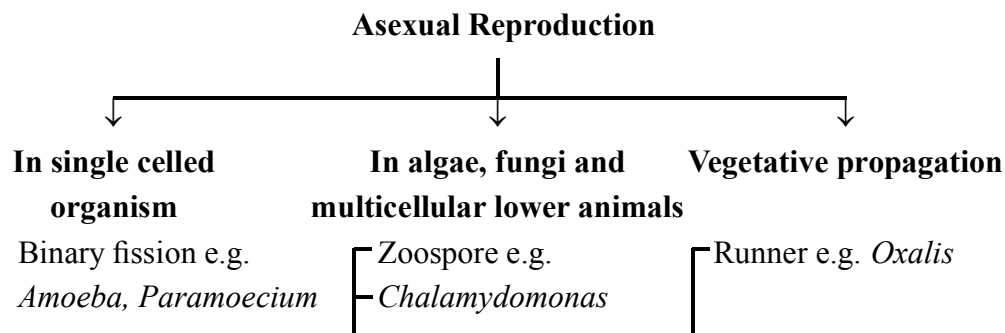 Asexual Reproduction
In single celled
organism
Binary fission e.g.
Amoeba, Paramoecium
In algae, fungi and
multicellular lower animals
Zoospore e.g.
Chalamydomonas
Vegetative propagation
Runner e.g. Oxalis